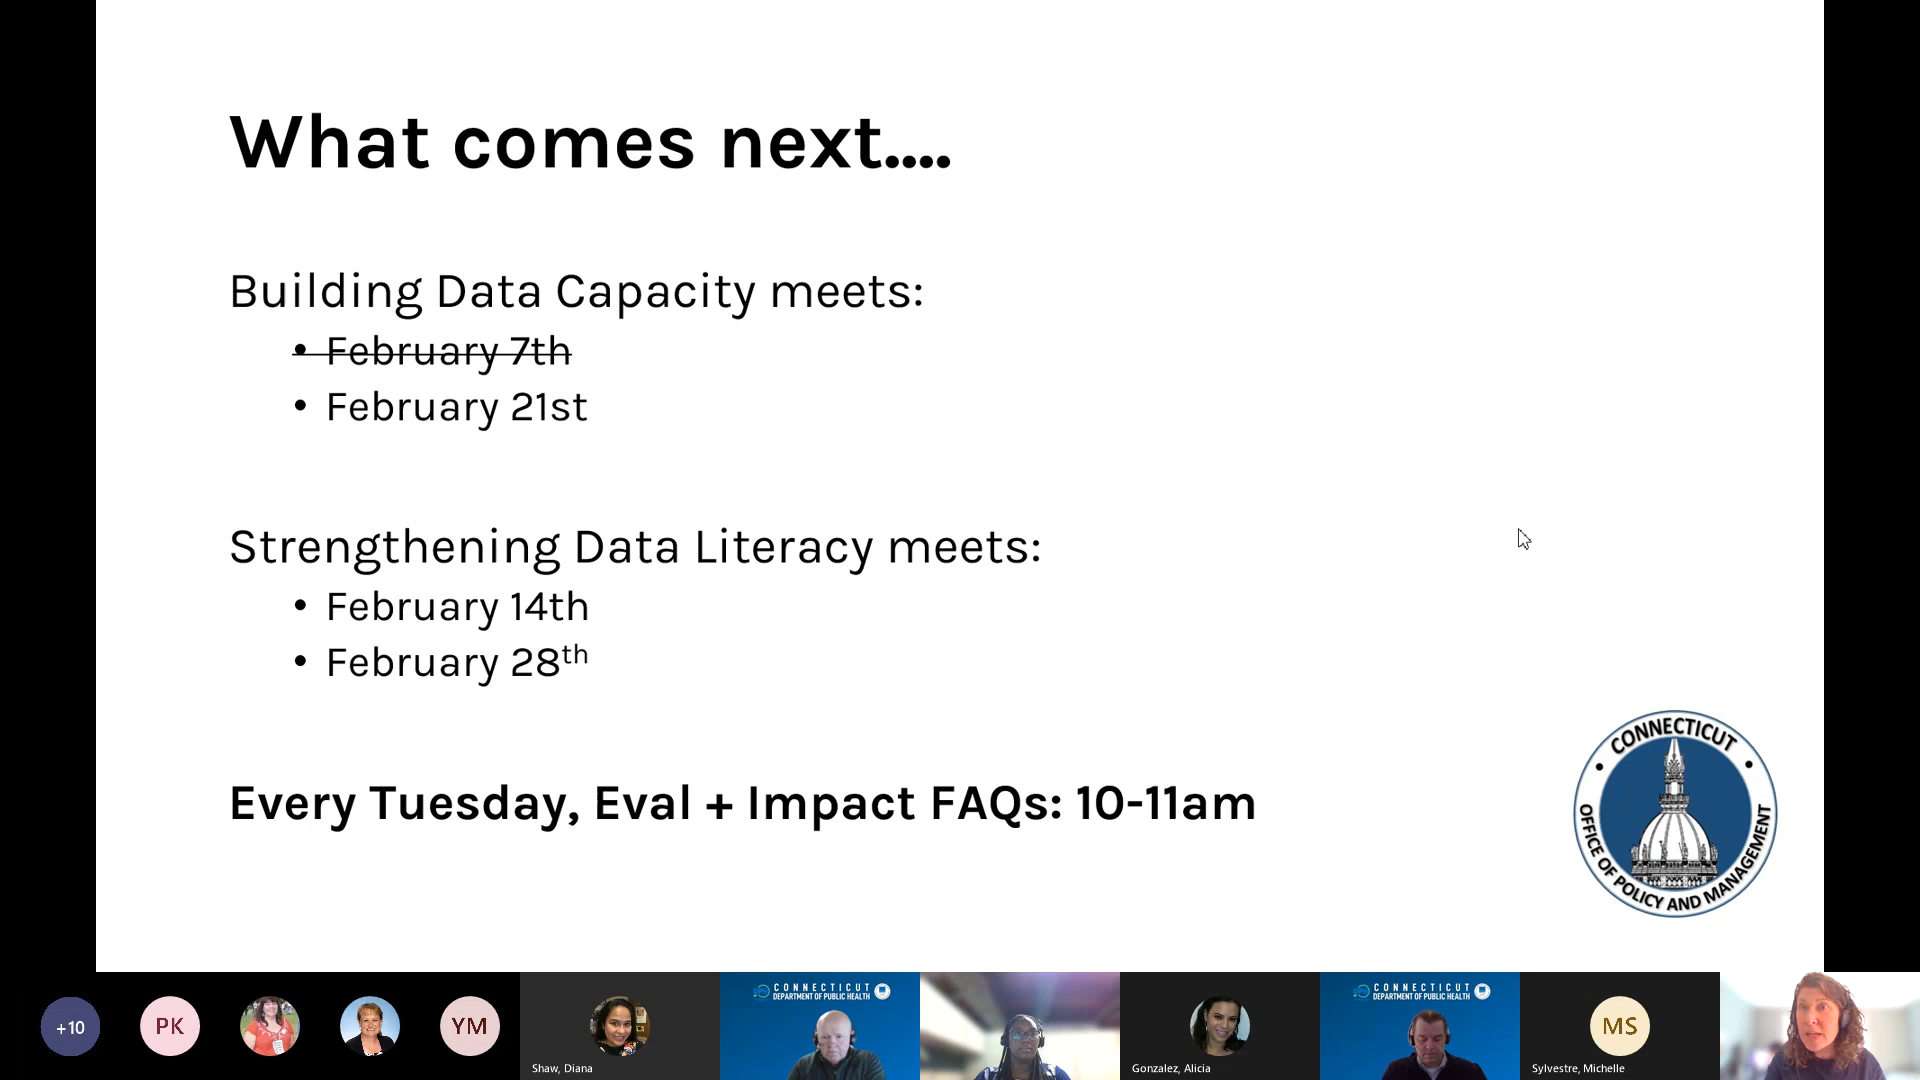 What comes next....
Building Data Capacity meets:
• February 7th
• February 21st
Strengthening Data Literacy meets:
• February 14th
• February 28th
Every Tuesday, Eval + Impact FAQs: 10-11am
CONNECTICUT
OFFICE OF POLICY AND MANAGEMENT
+10
PK
YM
Shaw, Diana
CONNECTICUT
DEPARTMENT OF PUBLIC HEALTH
Gonzalez, Alicia
CONNECTICUT
DEPARTMENT OF PUBLIC HEALTH
MS
Sylvestre, Michelle